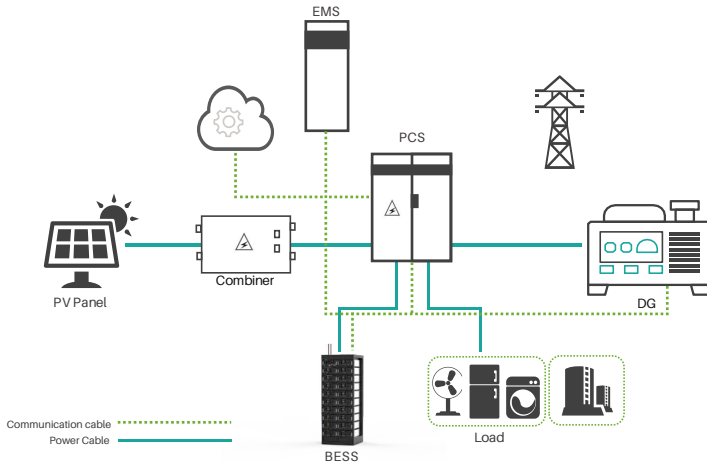 EMS
PCS
PV Panel
Combiner
DG
Load
BESS
Communication cable
Power Cable